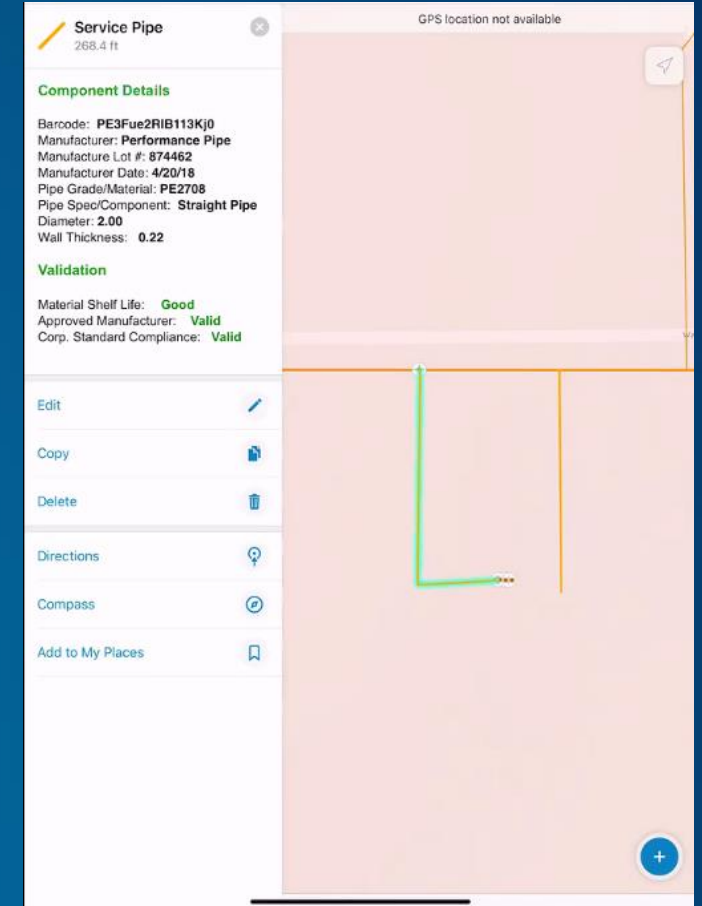 Service Pipe
268.4 ft
GPS location not available
Component Details
Barcode: PE3Fue2RIB113Kj0
Manufacturer: Performance Pipe
Manufacture Lot #: 874462
Manufacturer Date: 4/20/18
Pipe Grade/Material: PE2708
Pipe Spec/Component: Straight Pipe
Diameter: 2.00
Wall Thickness: 0.22
Validation
Material Shelf Life: Good
Approved Manufacturer: Valid
Corp. Standard Compliance: Valid
Edit
Copy
Delete
Directions
Compass
Add to My Places